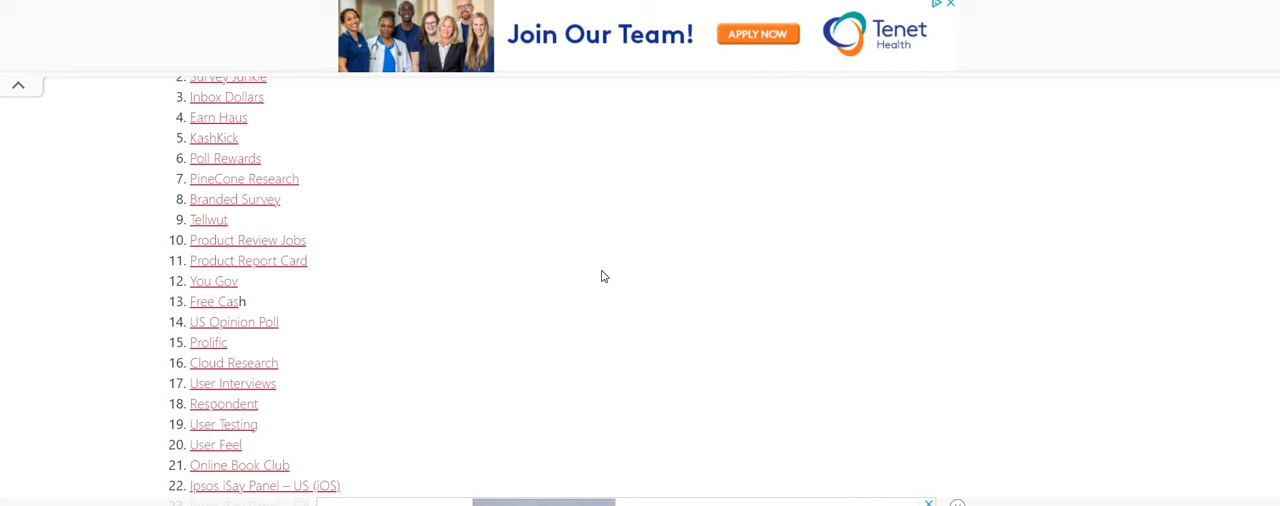 Join Our Team!
APPLY NOW
Tenet
Health
2. Survey Junkie
3. Inbox Dollars
4. Earn Haus
5. KashKick
6. Poll Rewards
7. PineCone Research
8. Branded Survey
9. Tellwut
10. Product Review Jobs
11. Product Report Card
12. You Gov
13. Free Cash
14. US Opinion Poll
15. Prolific
16. Cloud Research
17. User Interviews
18. Respondent
19. User Testing
20. User Feel
21. Online Book Club
22. Ipsos iSay Panel – US (iOS)